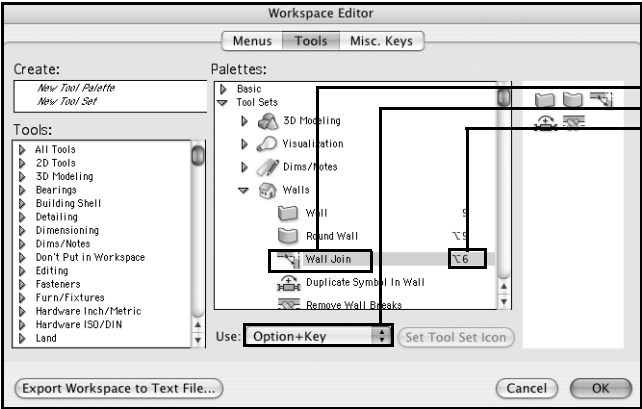 Workspace Editor
Menus Tools Misc. Keys
Create:
New Tool Palette
New Tool Set
Tools:
All Tools
2D Tools
3D Modeling
Bearings
Building Shell
Detailing
Dimensioning
Dims/Notes
Don't Put in Workspace
Editing
Fasteners
Furn/Fixtures
Hardware Inch/Metric
Hardware ISO/DIN
Land
Palettes:
Basic
Tool Sets
3D Modeling
Visualization
Dims/Notes
Walls
Wall 9
Round Wall ⌥9
Wall Join ⌥6
Duplicate Symbol In Wall
Remove Wall Breaks
Use: Option+Key Set Tool Set Icon
Export Workspace to Text File... Cancel OK